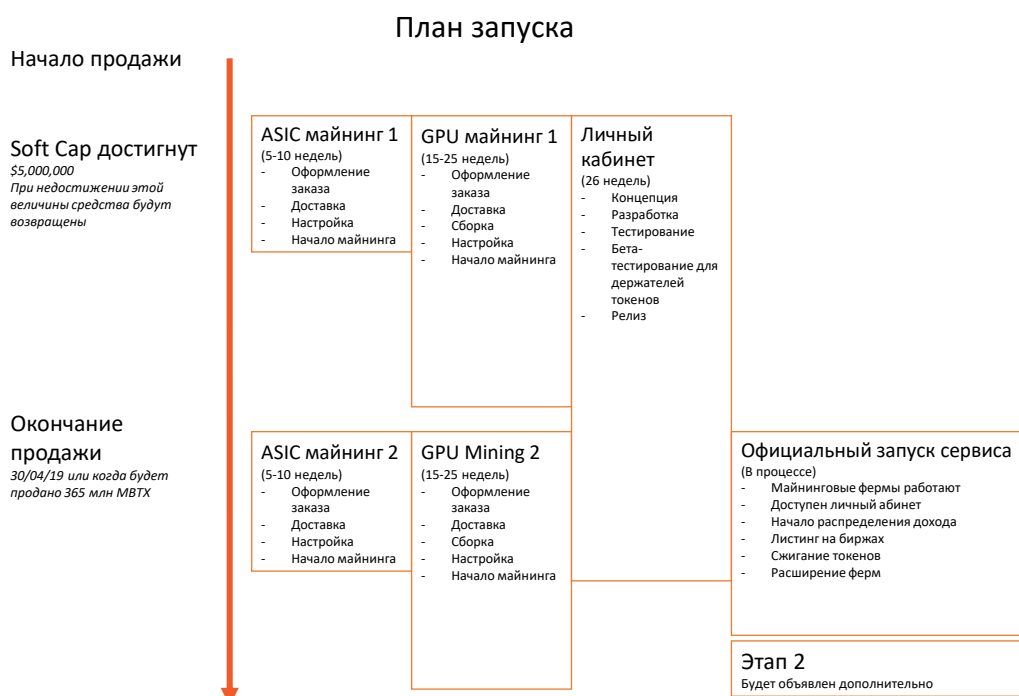 План запуска
Начало продажи
Soft Cap достигнут
$5,000,000
При недостижении этой
величины средства будут
возвращены
ASIC майнинг 1
(5-10 недель)
- Оформление
заказа
- Доставка
- Настройка
- Начало майнинга
GPU майнинг 1
(15-25 недель)
- Оформление
заказа
- Доставка
- Сборка
- Настройка
- Начало майнинга
Личный
кабинет
(26 недель)
- Концепция
- Разработка
- Тестирование
- Бета-
тестирование для
держателей
токенов
- Релиз
Окончание
продажи
30/04/19 или когда будет
продано 365 млн MBTX
ASIC майнинг 2
(5-10 недель)
- Оформление
заказа
- Доставка
- Настройка
- Начало майнинга
GPU Mining 2
(15-25 недель)
- Оформление
заказа
- Доставка
- Сборка
- Настройка
- Начало майнинга
Официальный запуск сервиса
(В процессе)
- Майнинговые фермы работают
- Доступен личный абинет
- Начало распределения дохода
- Листинг на биржах
- Сжигание токенов
- Расширение ферм
Этап 2
Будет объявлен дополнительно